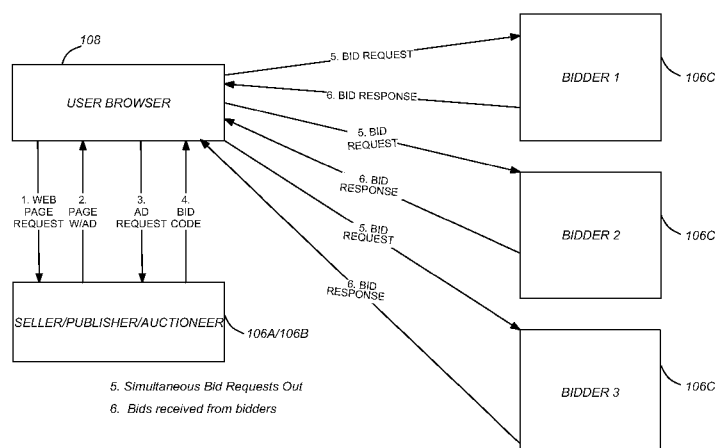 108
USER BROWSER
5. BID REQUEST
6. BID RESPONSE
BIDDER 1
106C
5. BID
REQUEST
6. BID
RESPONSE
BIDDER 2
106C
1. WEB
PAGE
REQUEST
2.
PAGE
W/AD
3.
AD
REQUEST
4.
BID
CODE
5. BID
REQUEST
6. BID
RESPONSE
SELLER/PUBLISHER/AUCTIONEER
106A/106B
BIDDER 3
106C
5. Simultaneous Bid Requests Out
6. Bids received from bidders